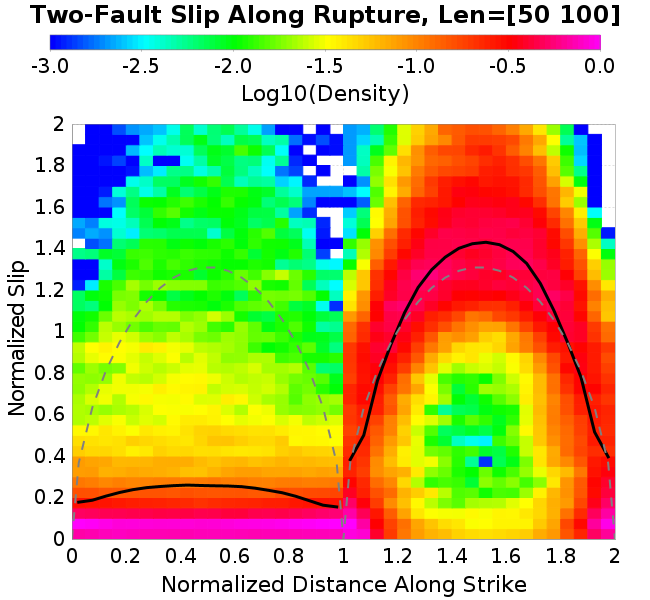 Two-Fault Slip Along Rupture, Len=[50 100]
-3.0 -2.5 -2.0 -1.5 -1.0 -0.5 0.0
Log10(Density)
Normalized Slip
2
1.8
1.6
1.4
1.2
1
0.8
0.6
0.4
0.2
0
0 0.2 0.4 0.6 0.8 1 1.2 1.4 1.6 1.8 2
Normalized Distance Along Strike